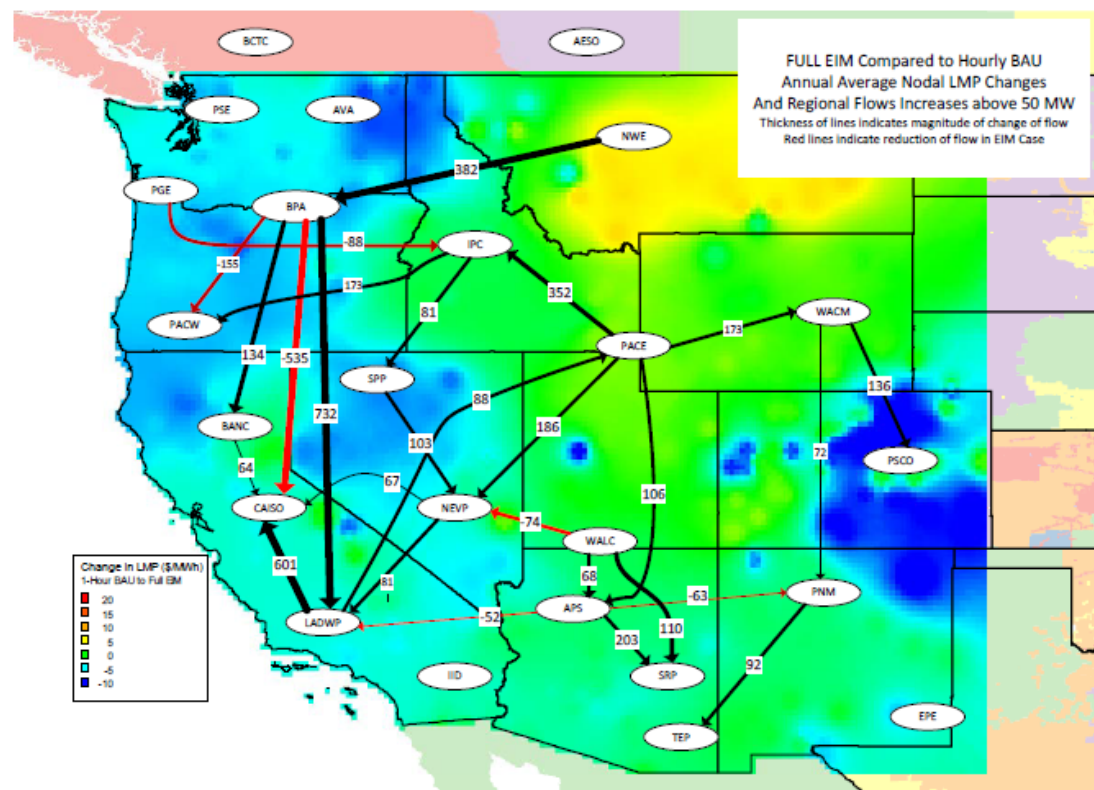 BCTC
AESO
FULL EIM Compared to Hourly BAU
Annual Average Nodal LMP Changes
And Regional Flows Increases above 50 MW
Thickness of lines indicates magnitude of change of flow
Red lines indicate reduction of flow in EIM Case
PSE
AVA
NWE
382
PGE
BPA
-88
IPC
-155
173
352
81
PACW
134
-535
SPP
PACE
173
WACM
732
88
136
BANC
103
186
72
PSCO
64
67
106
CAISO
NEVP
-74
WALC
601
81
68
-63
PNM
LADWP
-52
APS
203
110
92
IID
SRP
TEP
EPE
Change in LMP ($/MWh)
1-Hour BAU to Full EIM
20
15
10
5
0
-5
-10